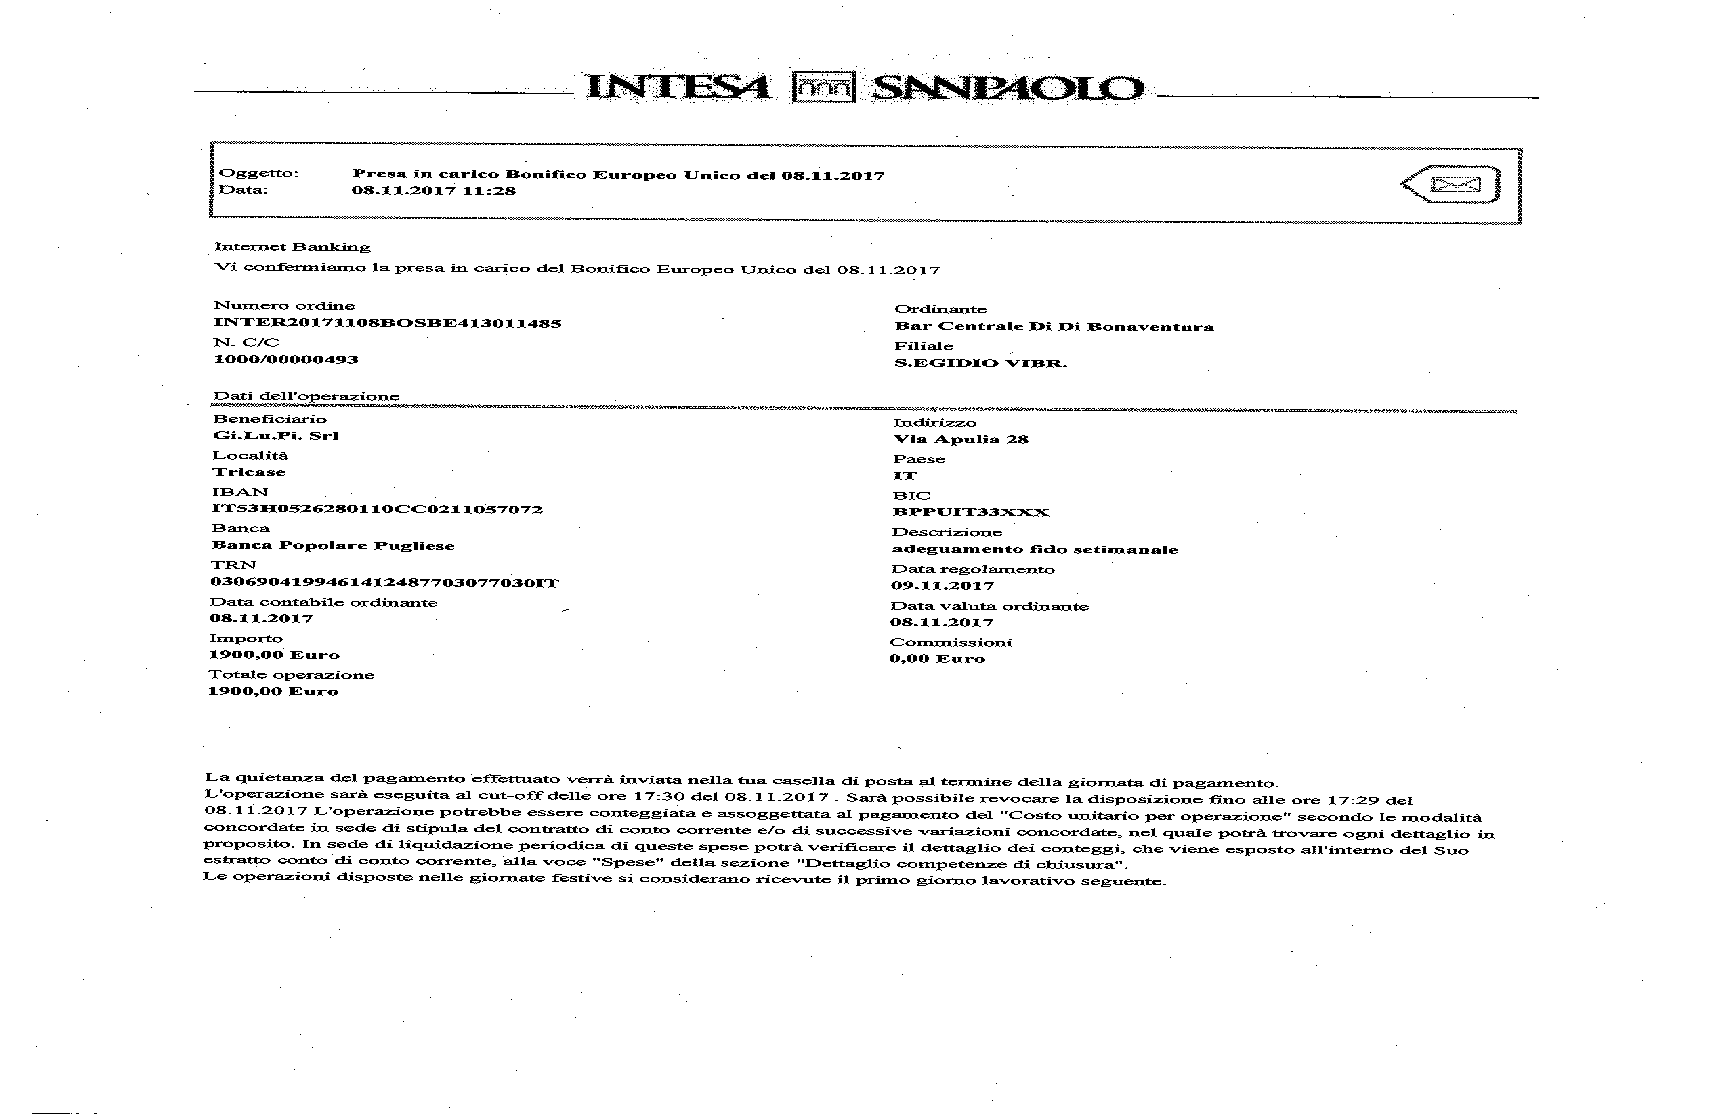 INTESA SANPAOLO
Oggetto: Presa in carico Bonifico Europeo Unico del 08.11.2017
Data: 08.11.2017 11:28
Internet Banking
Vi confermiamo la presa in carico del Bonifico Europeo Unico del 08.11.2017
Numero ordine
INTER20171108BOSBE413011485
N. C/C
1000/00000493
Ordinante
Bar Centrale Di Di Bonaventura
Filiale
S.EGIDIO VIBR.
Dati dell'operazione
Beneficiario
Gi.Lu.Pi. Srl
Località
Tricase
IBAN
IT53H0526280110CC0211057072
Banca
Banca Popolare Pugliese
TRN
0306904199461412487703077030IT
Data contabile ordinante
08.11.2017
Importo
1900,00 Euro
Totale operazione
1900,00 Euro
Indirizzo
Via Apulia 28
Paese
IT
BIC
BPPUIT33XXX
Descrizione
adeguamento fido setimanale
Data regolamento
09.11.2017
Data valuta ordinante
08.11.2017
Commissioni
0,00 Euro
La quietanza del pagamento effettuato verrà inviata nella tua casella di posta al termine della giornata di pagamento.
L'operazione sarà eseguita al cut-off delle ore 17:30 del 08.11.2017 . Sarà possibile revocare la disposizione fino alle ore 17:29 del
08.11.2017 L'operazione potrebbe essere conteggiata e assoggettata al pagamento del "Costo unitario per operazione" secondo le modalità
concordate in sede di stipula del contratto di conto corrente e/o di successive variazioni concordate, nel quale potrà trovare ogni dettaglio in
proposito. In sede di liquidazione periodica di queste spese potrà verificare il dettaglio dei conteggi, che viene esposto all'interno del Suo
estratto conto di conto corrente, alla voce "Spese" della sezione "Dettaglio competenze di chiusura".
Le operazioni disposte nelle giornate festive si considerano ricevute il primo giorno lavorativo seguente.